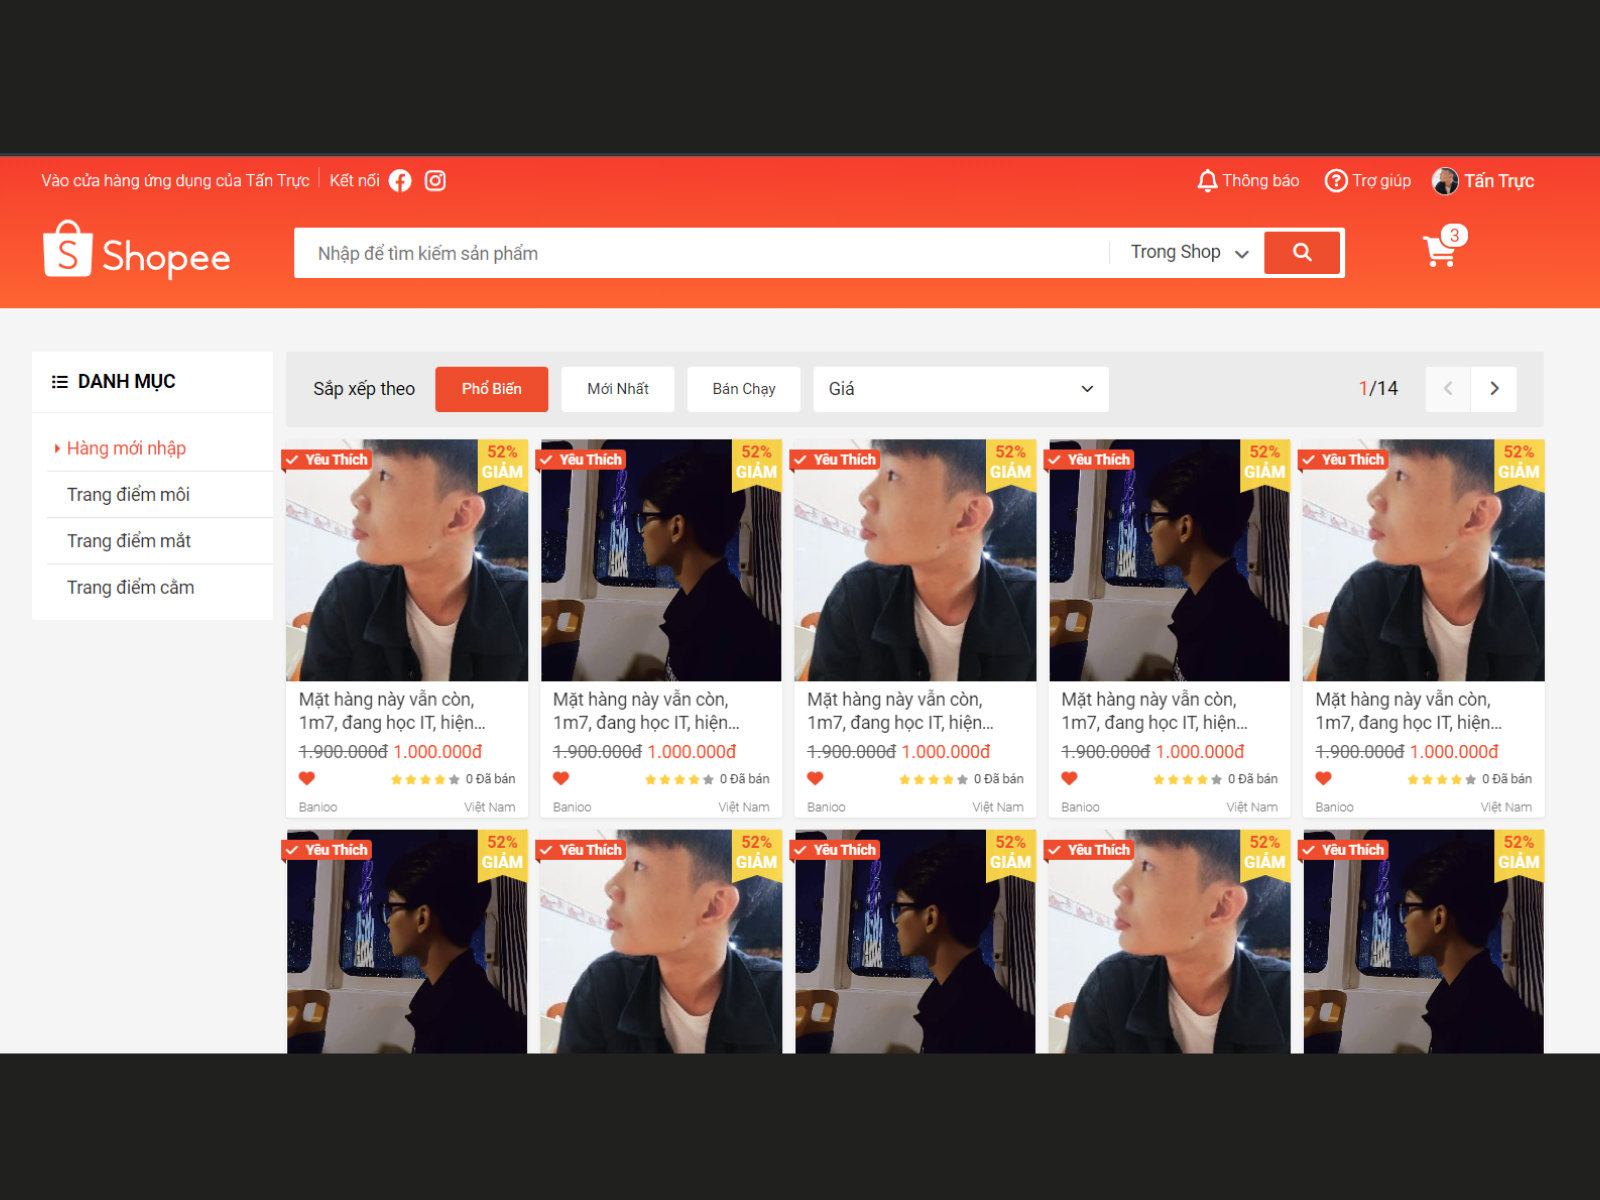 Vào cửa hàng ứng dụng của Tấn Trực Kết nối Thông báo Trợ giúp Tấn Trực
Shopee Nhập để tìm kiếm sản phẩm Trong Shop 3
DANH MỤC
Hàng mới nhập
Trang điểm môi
Trang điểm mắt
Trang điểm cằm
Sắp xếp theo Phổ Biến Mới Nhất Bán Chạy Giá 1/14
Yêu Thích 52% GIẢM
Mặt hàng này vẫn còn,
1m7, đang học IT, hiện...
1.900.000đ 1.000.000đ
0 Đã bán
Banioo Việt Nam
Yêu Thích 52% GIẢM
Mặt hàng này vẫn còn,
1m7, đang học IT, hiện...
1.900.000đ 1.000.000đ
0 Đã bán
Banioo Việt Nam
Yêu Thích 52% GIẢM
Mặt hàng này vẫn còn,
1m7, đang học IT, hiện...
1.900.000đ 1.000.000đ
0 Đã bán
Banioo Việt Nam
Yêu Thích 52% GIẢM
Mặt hàng này vẫn còn,
1m7, đang học IT, hiện...
1.900.000đ 1.000.000đ
0 Đã bán
Banioo Việt Nam
Yêu Thích 52% GIẢM
Mặt hàng này vẫn còn,
1m7, đang học IT, hiện...
1.900.000đ 1.000.000đ
0 Đã bán
Banioo Việt Nam
Yêu Thích 52% GIẢM
Yêu Thích 52% GIẢM
Yêu Thích 52% GIẢM
Yêu Thích 52% GIẢM
Yêu Thích 52% GIẢM